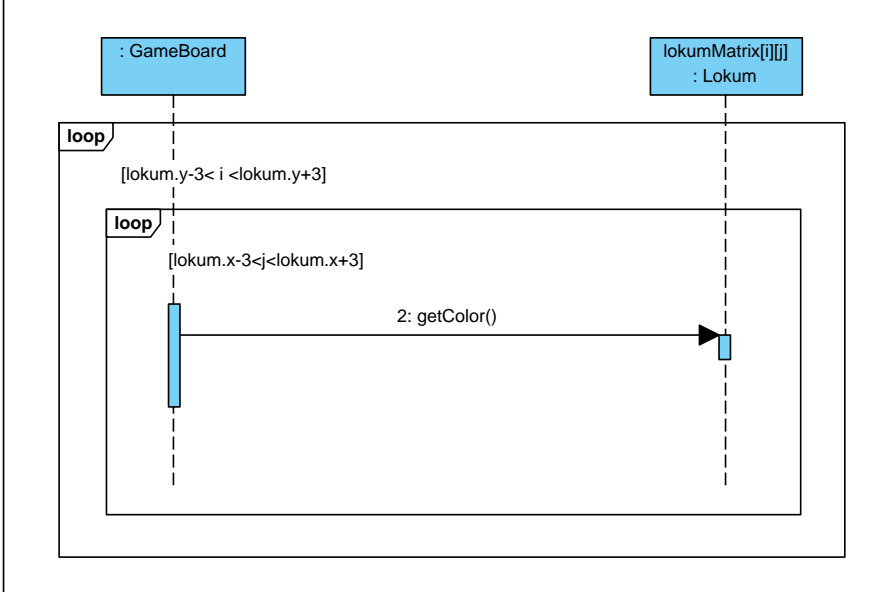 : GameBoard
lokumMatrix[i][j]
: Lokum
loop
[lokum.y-3< i <lokum.y+3]
loop
[lokum.x-3<j<lokum.x+3]
2: getColor()